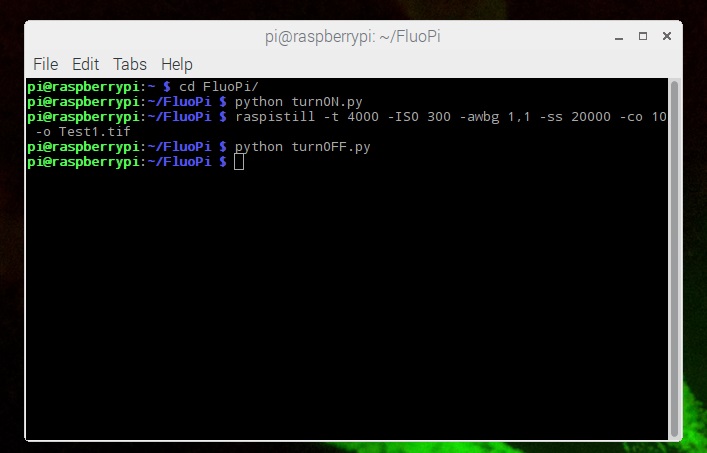 pi@raspberrypi: ~/FluoPi
File Edit Tabs Help
pi@raspberrypi:~ $ cd FluoPi/
pi@raspberrypi:~/FluoPi $ python turnON.py
pi@raspberrypi:~/FluoPi $ raspistill -t 4000 -ISO 300 -awbg 1,1 -ss 20000 -co 10
-o Test1.tif
pi@raspberrypi:~/FluoPi $ python turnOFF.py
pi@raspberrypi:~/FluoPi $